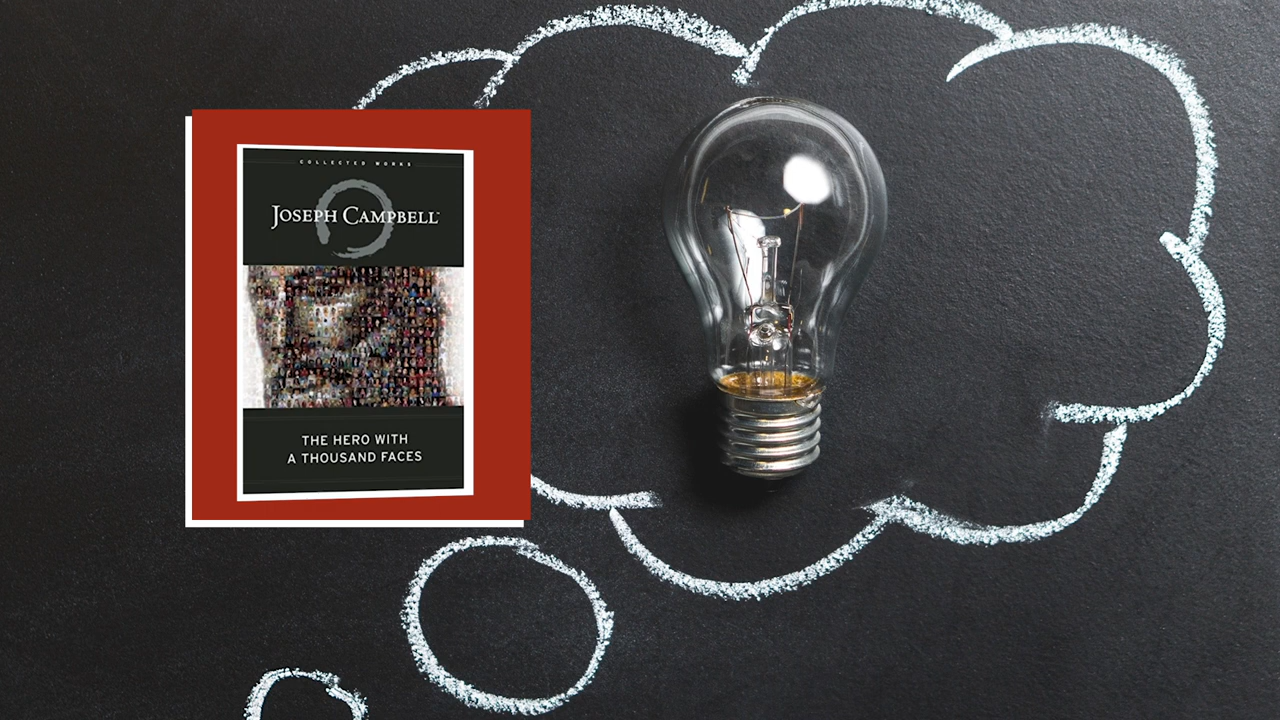 COLLECTED WORKS
JOSEPH CAMPBELL
THE HERO WITH
A THOUSAND FACES